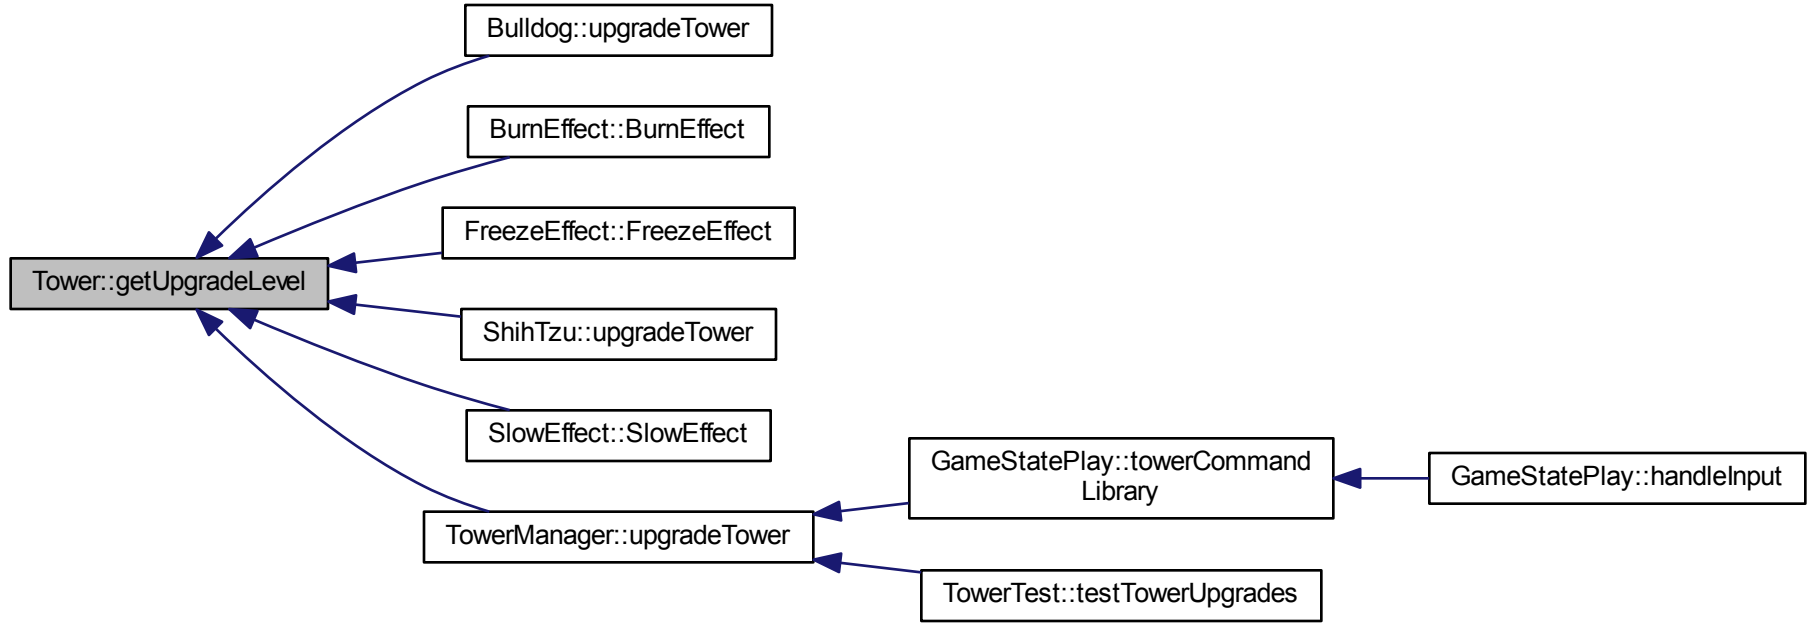 Bulldog::upgradeTower
BurnEffect::BurnEffect
FreezeEffect::FreezeEffect
Tower::getUpgradeLevel
ShihTzu::upgradeTower
SlowEffect::SlowEffect
GameStatePlay::towerCommand
Library
GameStatePlay::handleInput
TowerManager::upgradeTower
TowerTest::testTowerUpgrades